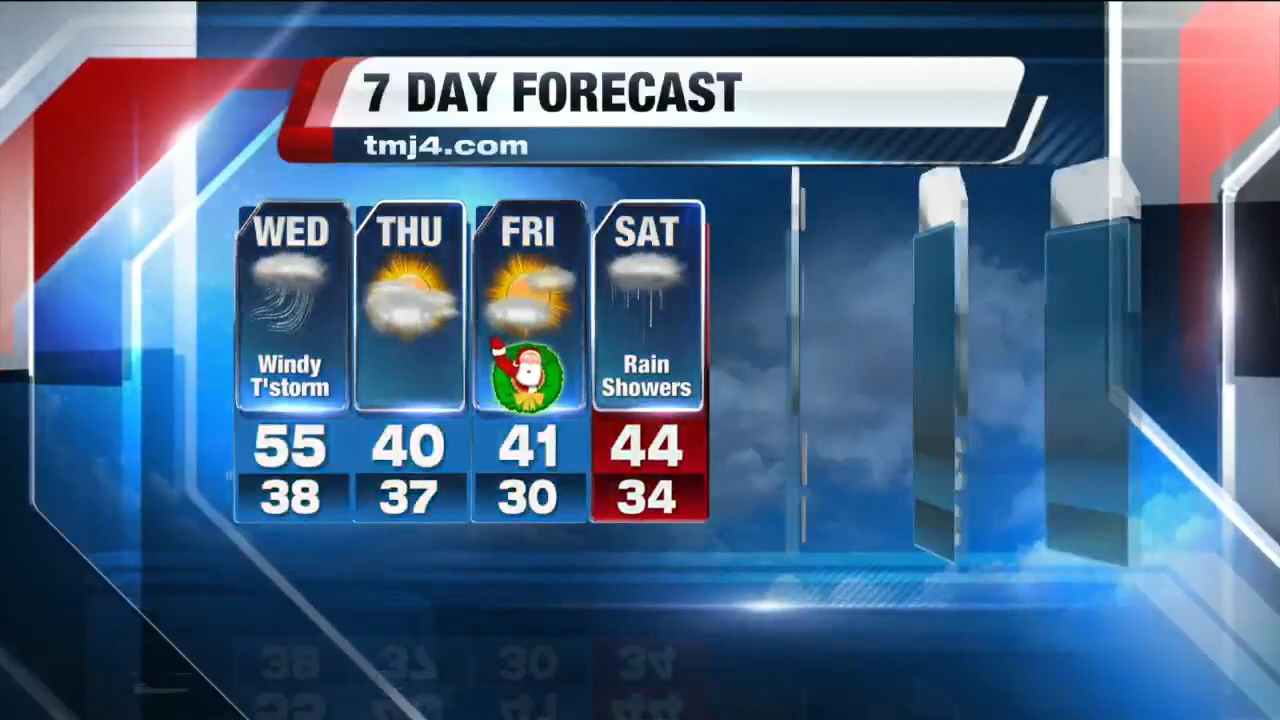 7 DAY FORECAST
tmj4.com
WED
THU
FRI
SAT
Windy
T'storm
Rain
Showers
55
40
41
44
38
37
30
34